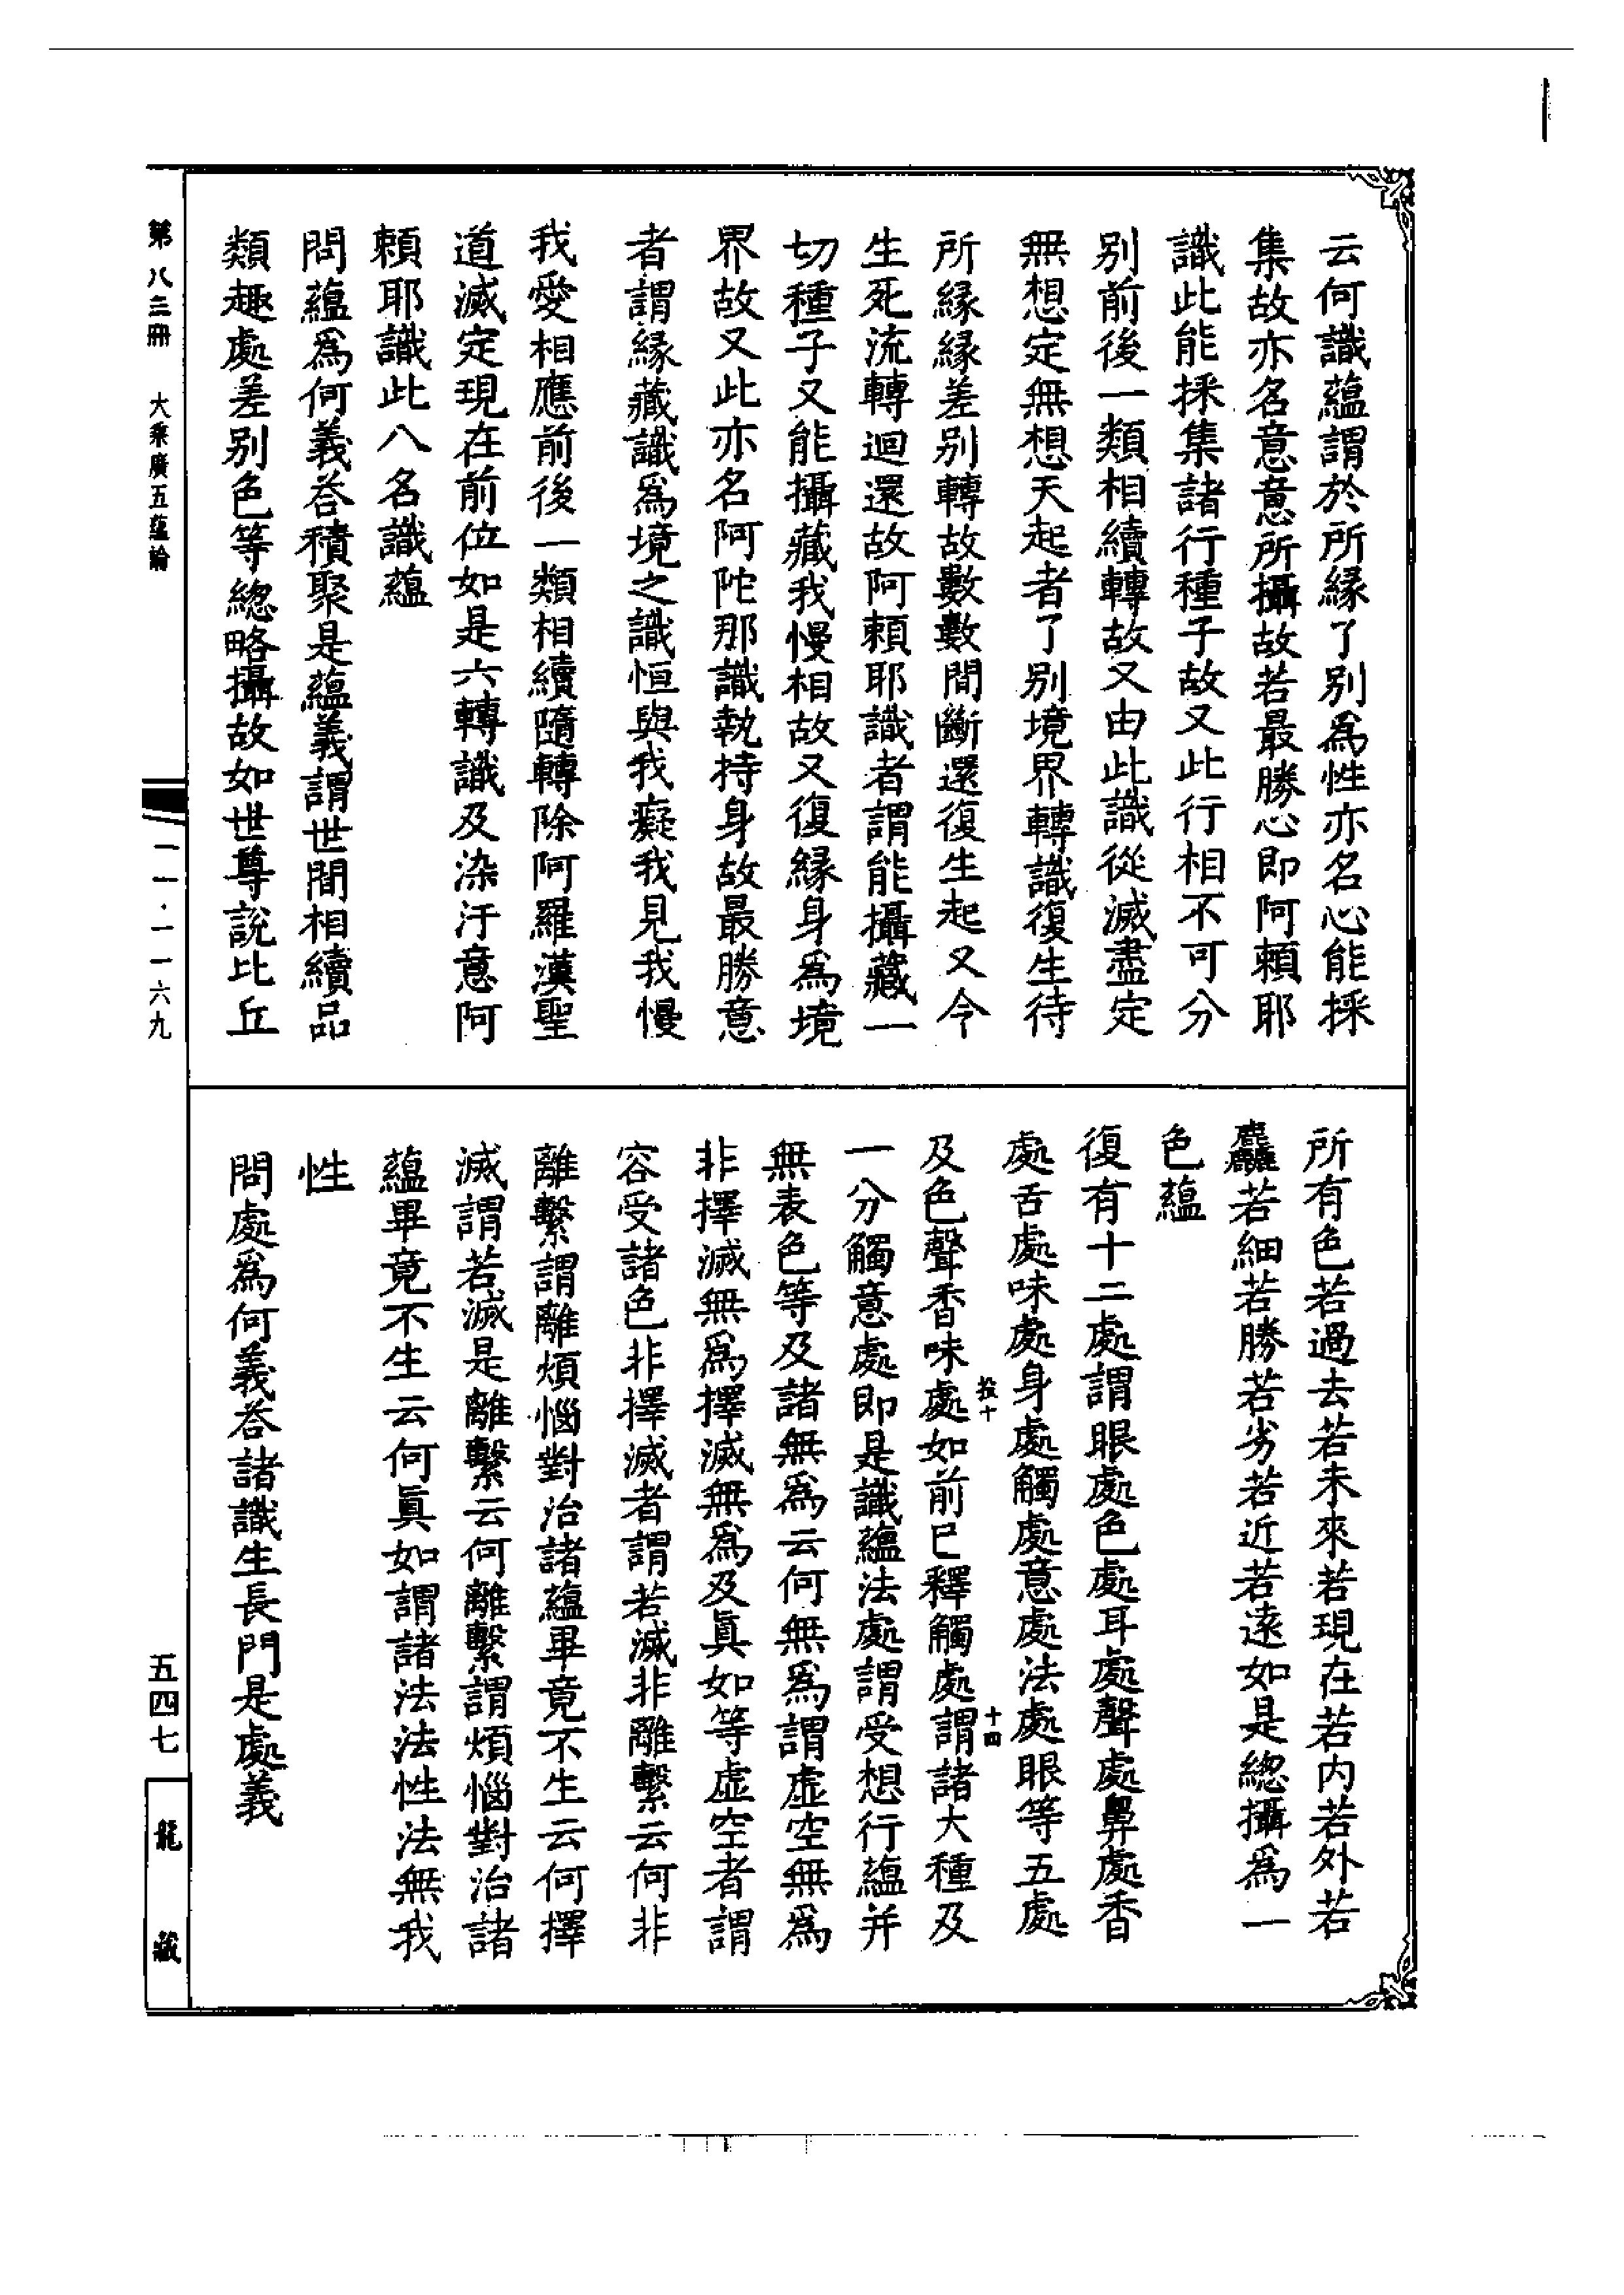 云何識蘊謂於所緣了別爲性亦名心能採
集故亦名意意所攝故若最勝心即阿賴耶
識此能採集諸行種子故又此行相不可分
別前後一類相續轉故又由此識從滅盡定
無想定無想天起者了別境界轉識復生待
所緣緣差別轉故數數間斷還復生起又令
生死流轉迴還故阿賴耶識者謂能攝藏一
切種子又能攝藏我慢相故又復緣身爲境
界故又此亦名阿陀那識執持身故最勝意
者謂緣藏識爲境之識恒與我癡我見我慢
我愛相應前後一類相續隨轉除阿羅漢聖
道滅定現在前位如是六轉識及染汙意阿
賴耶識此八名識蘊
問蘊爲何義答積聚是蘊義謂世間相續品
類趣處差別色等總略攝故如世尊說比丘
所有色若過去若未來若現在若内若外若
麤若細若勝若劣若近若遠如是總攝爲一
色蘊
復有十二處謂眼處色處耳處聲處鼻處香
處舌處味處身處觸處意處法處眼等五處
及色聲香味處如前已釋觸處謂諸大種及
十四
一分觸意處即是識蘊法處謂受想行蘊并
無表色等及諸無爲云何無爲謂虛空無爲
非擇滅無爲擇滅無爲及眞如等虛空者謂
容受諸色非擇滅者謂若滅非離繫云何非
離繫謂離煩惱對治諸蘊畢竟不生云何擇
滅謂若滅是離繫云何離繫謂煩惱對治諸
蘊畢竟不生云何眞如謂諸法法性法無我
性
問處爲何義答諸識生長門是處義
第八三冊 大乘廣五蘊論
一一一·一一六九
五四七
龍藏